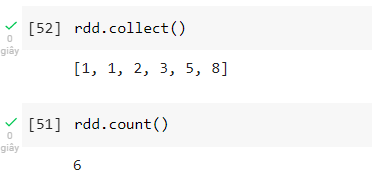 [52] rdd.collect()
0
giây
[1, 1, 2, 3, 5, 8]
[51] rdd.count()
0
giây
6